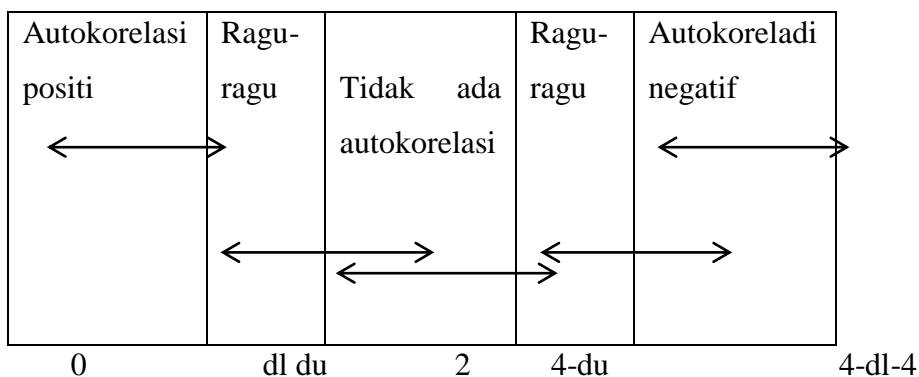 Autokorelasi
positi
Ragu-
ragu
Tidak ada
autokorelasi
Ragu-
ragu
Autokoreladi
negatif
0 dl du 2 4-du 4-dl-4